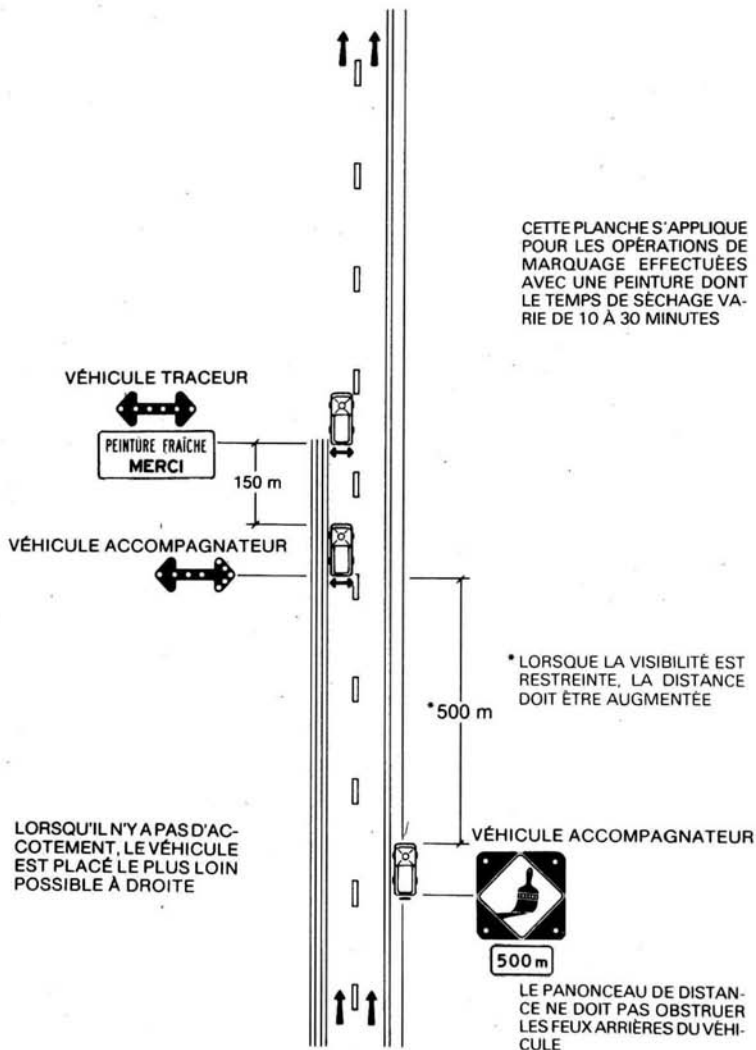 CETTE PLANCHE S'APPLIQUE
POUR LES OPÉRATIONS DE
MARQUAGE EFFECTUÉES
AVEC UNE PEINTURE DONT
LE TEMPS DE SÉCHAGE VA-
RIE DE 10 À 30 MINUTES
VÉHICULE TRACEUR
PEINTURE FRAÎCHE
MERCI
150 m
VÉHICULE ACCOMPAGNATEUR
*LORSQUE LA VISIBILITÉ EST
RESTREINTE, LA DISTANCE
DOIT ÊTRE AUGMENTÉE
*500 m
LORSQU'IL N'Y A PAS D'AC-
COTEMENT, LE VÉHICULE
EST PLACÉ LE PLUS LOIN
POSSIBLE À DROITE
VÉHICULE ACCOMPAGNATEUR
500 m
LE PANONCEAU DE DISTAN-
CE NE DOIT PAS OBSTRUER
LES FEUX ARRIÈRES DU VÉHI-
CULE